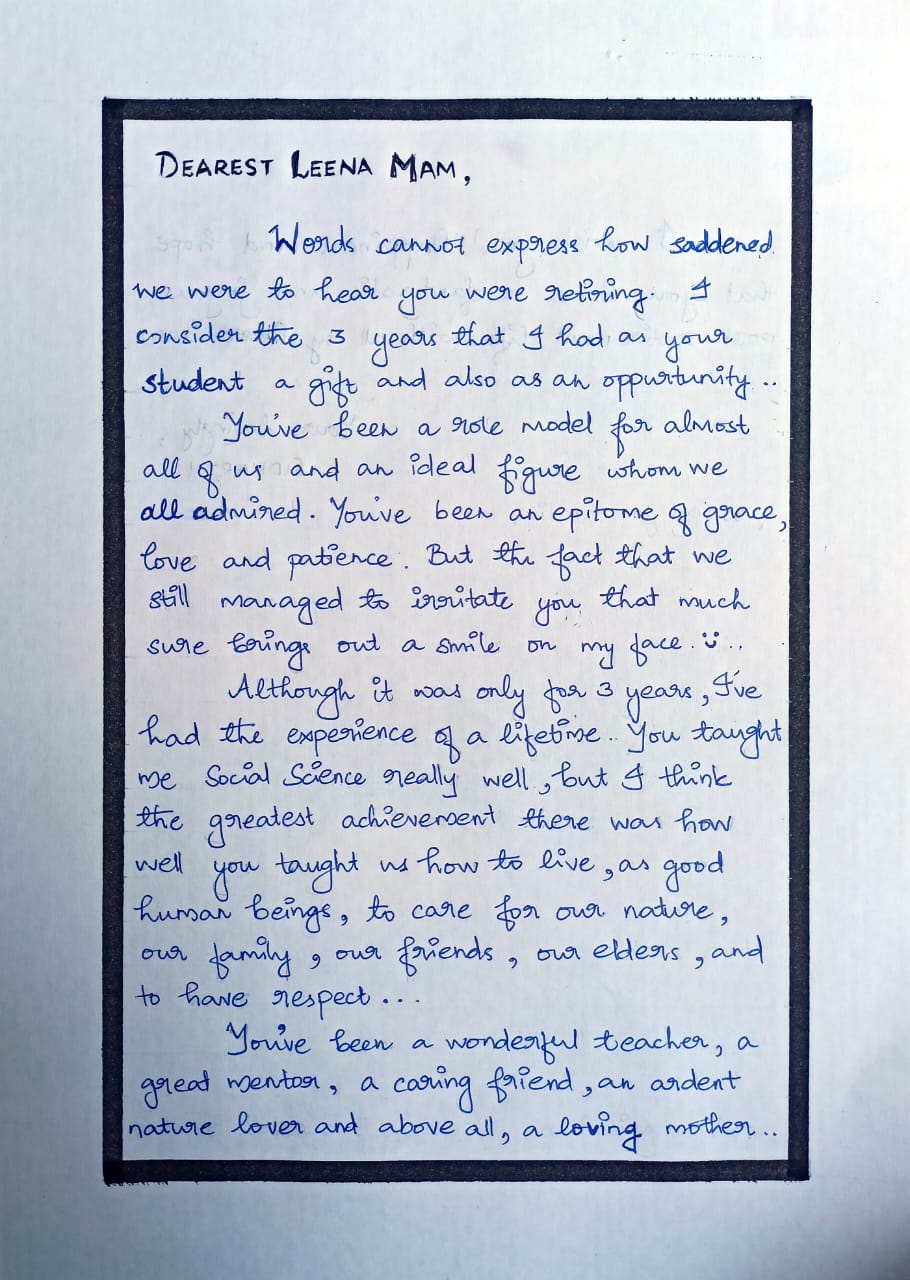 DEAREST LEENA MAM,
Words cannot express how saddened
we were to hear you were retiring. I
consider the 3 years that I had as your
student a gift and also as an oppurtunity..
You've been a role model for almost
all of us and an ideal figure whom we
all admired. You've been an epitome of grace,
love and patience. But the fact that we
still managed to irritate you that much
sure brings out a smile on my face. :)..
Although it was only for 3 years, I've
had the experience of a lifetime.. You taught
me Social Science really well, but I think
the greatest achievement there was how
well you taught us how to live, as good
human beings, to care for our nature,
our family, our friends, our elders, and
to have respect...
You've been a wonderful teacher, a
great mentor, a caring friend, an ardent
nature lover and above all, a loving mother..